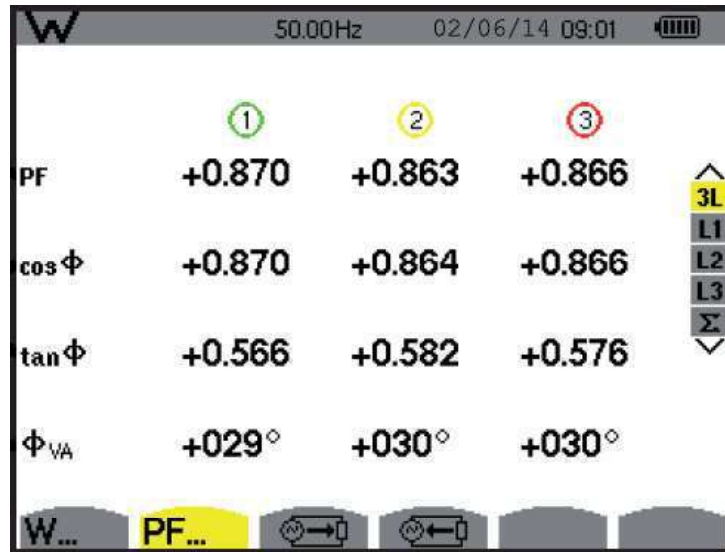 W 50.00Hz 02/06/14 09:01
1 2 3
PF +0.870 +0.863 +0.866
3L
L1
cos Φ +0.870 +0.864 +0.866
L2
L3
Σ
tan Φ +0.566 +0.582 +0.576
ΦVA +029° +030° +030°
W... PF...